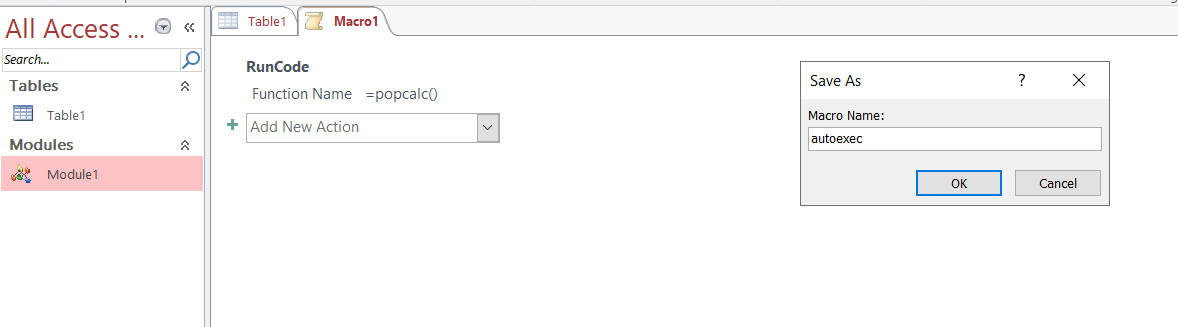 All Access ...
Search...
Tables
Table1
Modules
Module1
Table1
Macro1
RunCode
Function Name =popcalc()
Add New Action
Save As
Macro Name:
autoexec
OK Cancel